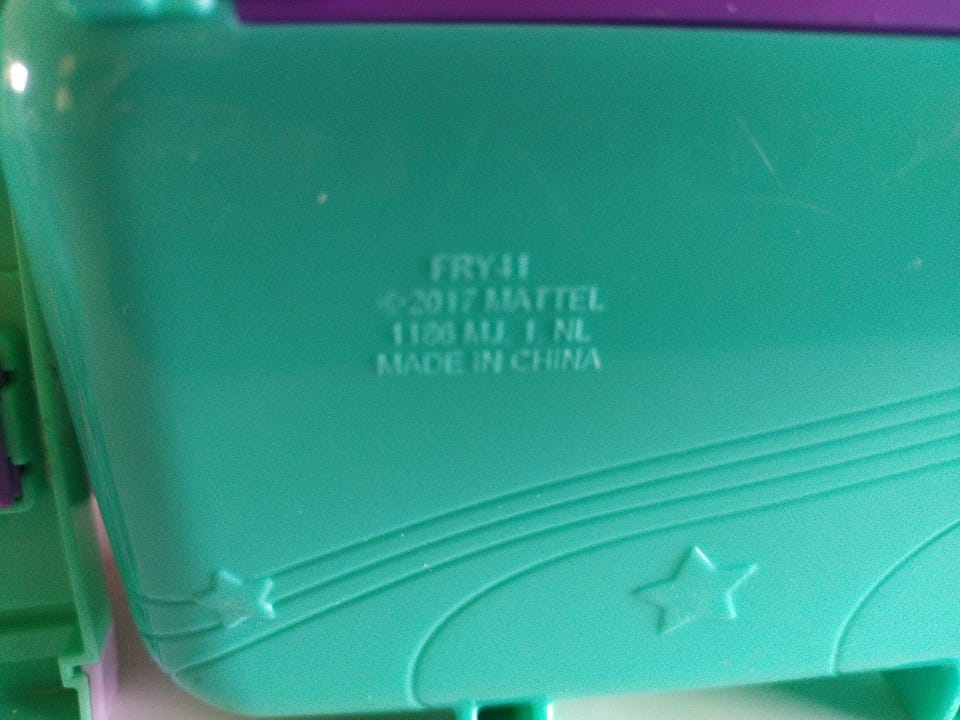 FRY41
©2017 MATTEL
1186 MJ, 1, NL
MADE IN CHINA